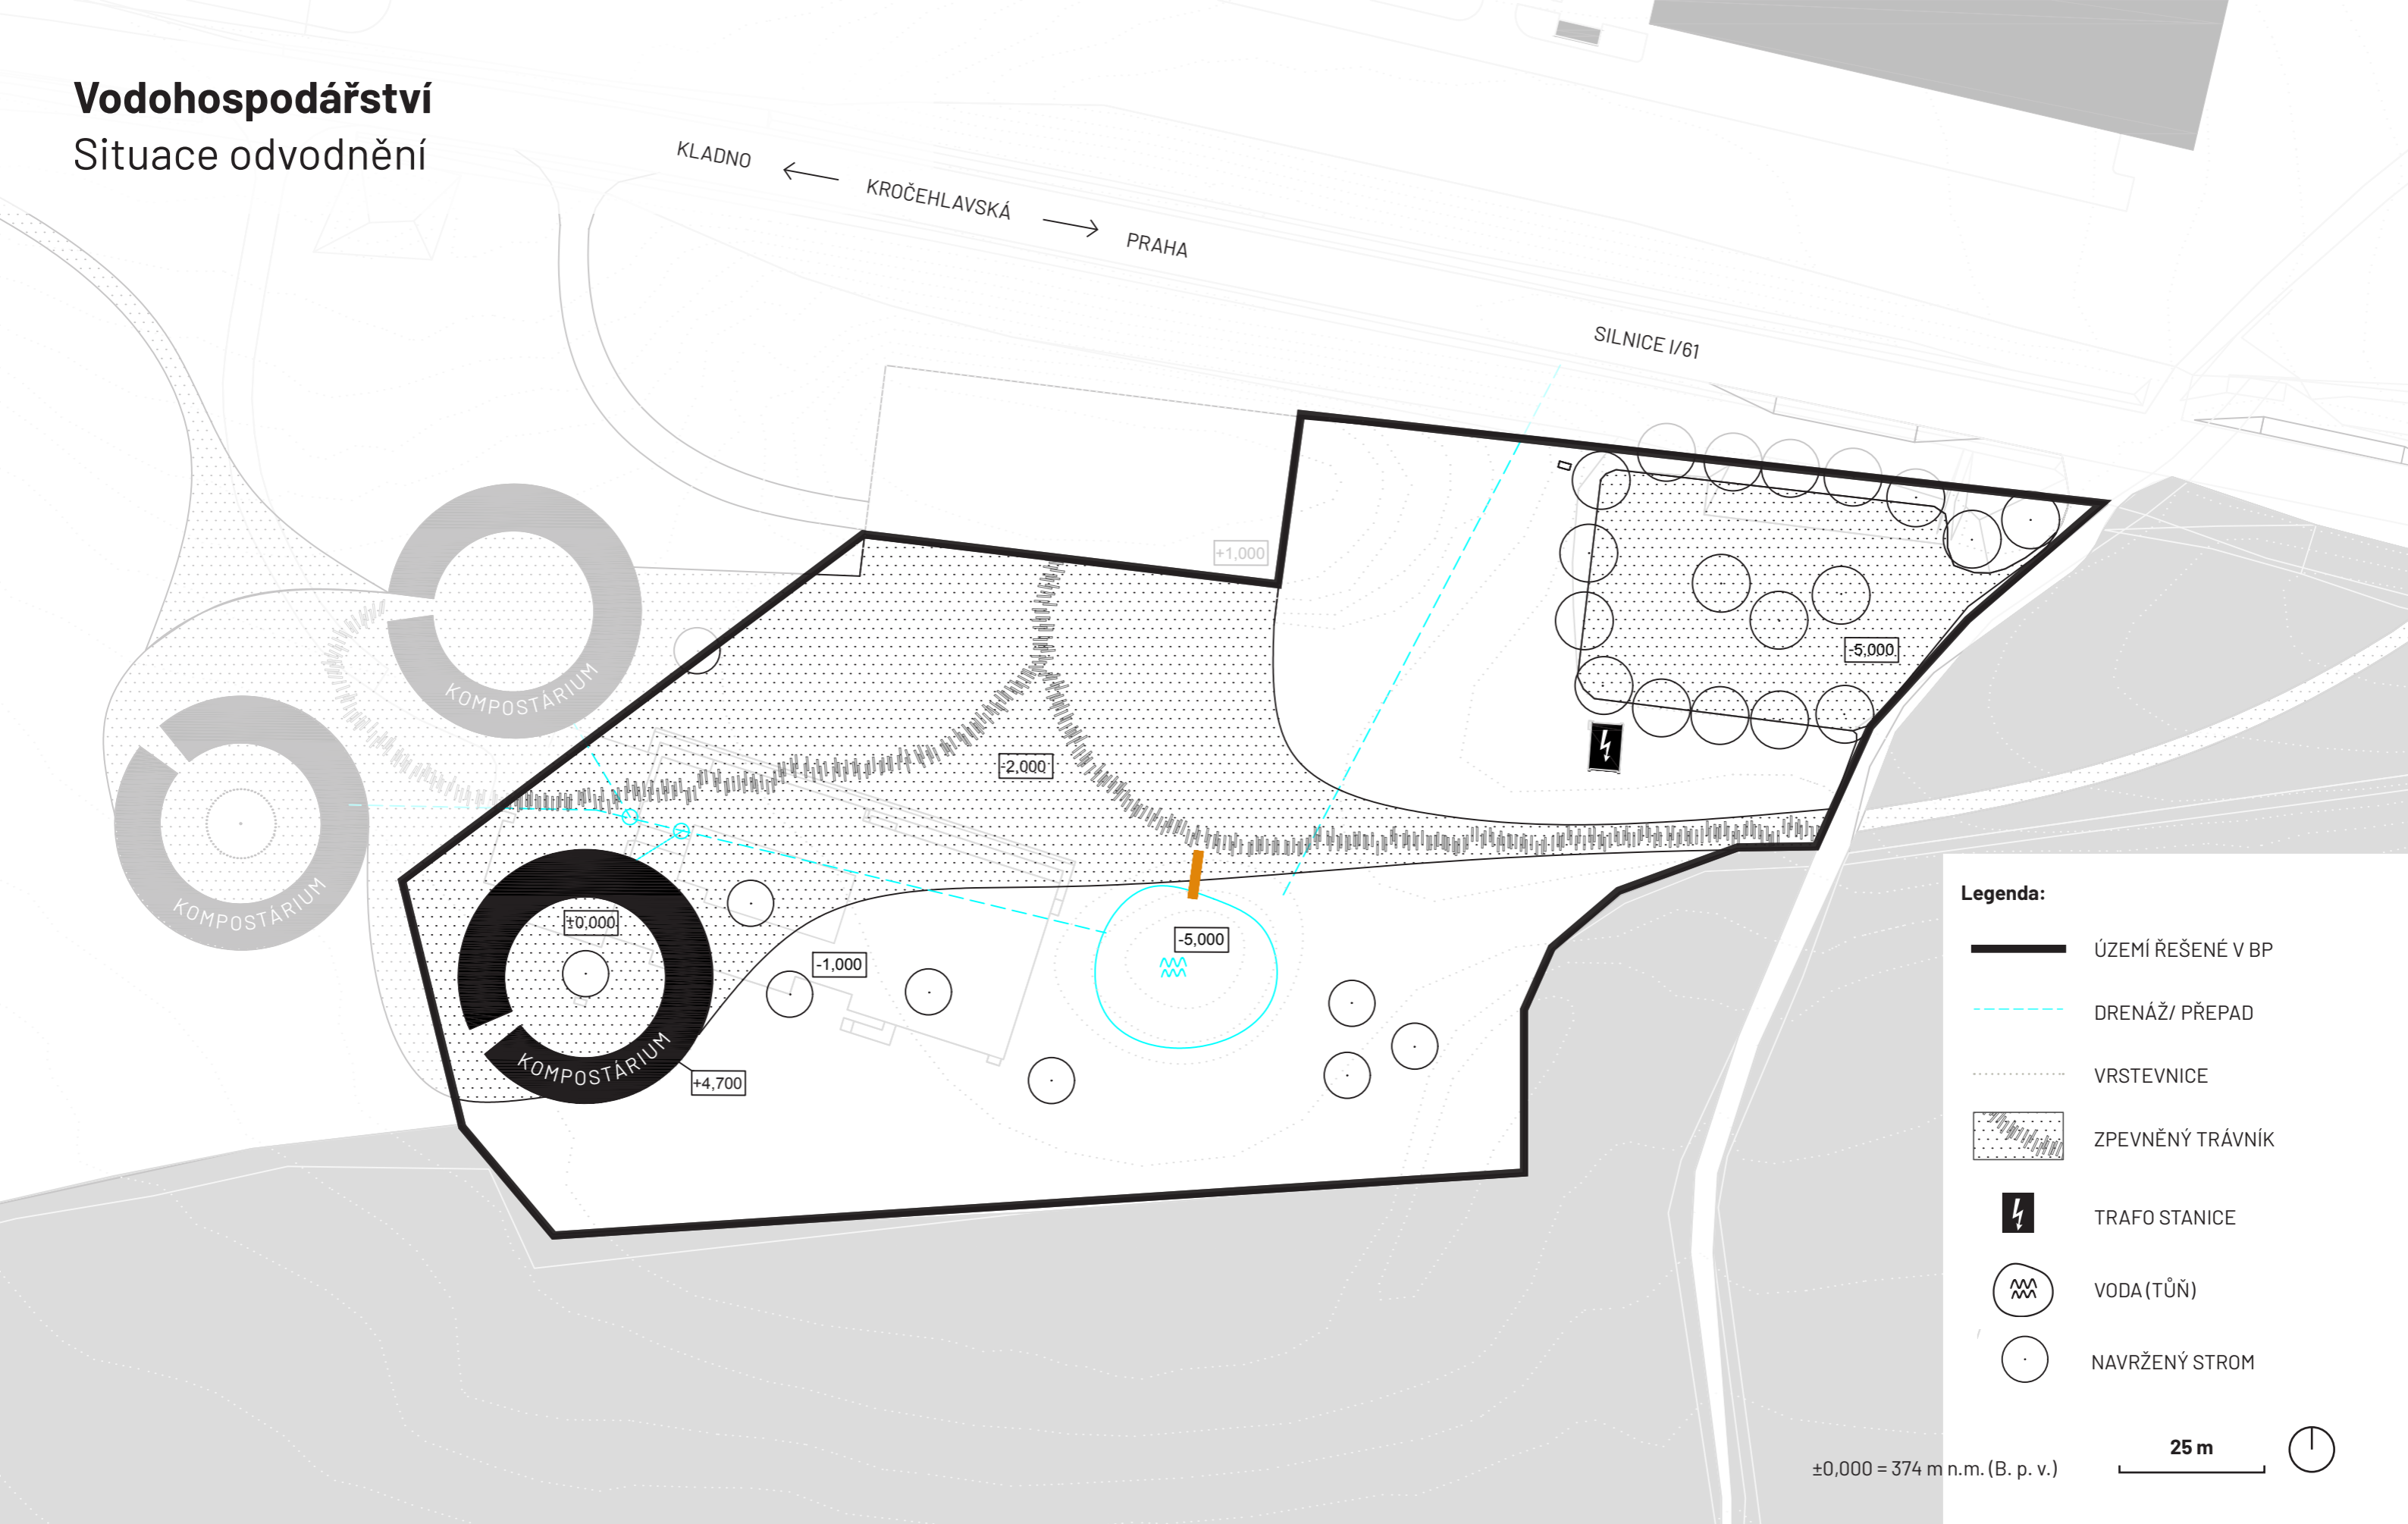 Vodohospodářství
Situace odvodnění
KLADNO
KROČEHLAVSKÁ
PRAHA
SILNICE I/61
+1,000
KOMPOSTÁRIUM
-5,000
-2,000
KOMPOSTÁRIUM
±0,000
-5,000
-1,000
KOMPOSTÁRIUM
+4,700
Legenda:
ÚZEMÍ ŘEŠENÉ V BP
DRENÁŽ/ PŘEPAD
VRSTEVNICE
ZPEVNĚNÝ TRÁVNÍK
TRAFO STANICE
VODA (TŮŇ)
NAVRŽENÝ STROM
25 m
±0,000 = 374 m n.m. (B. p. v.)